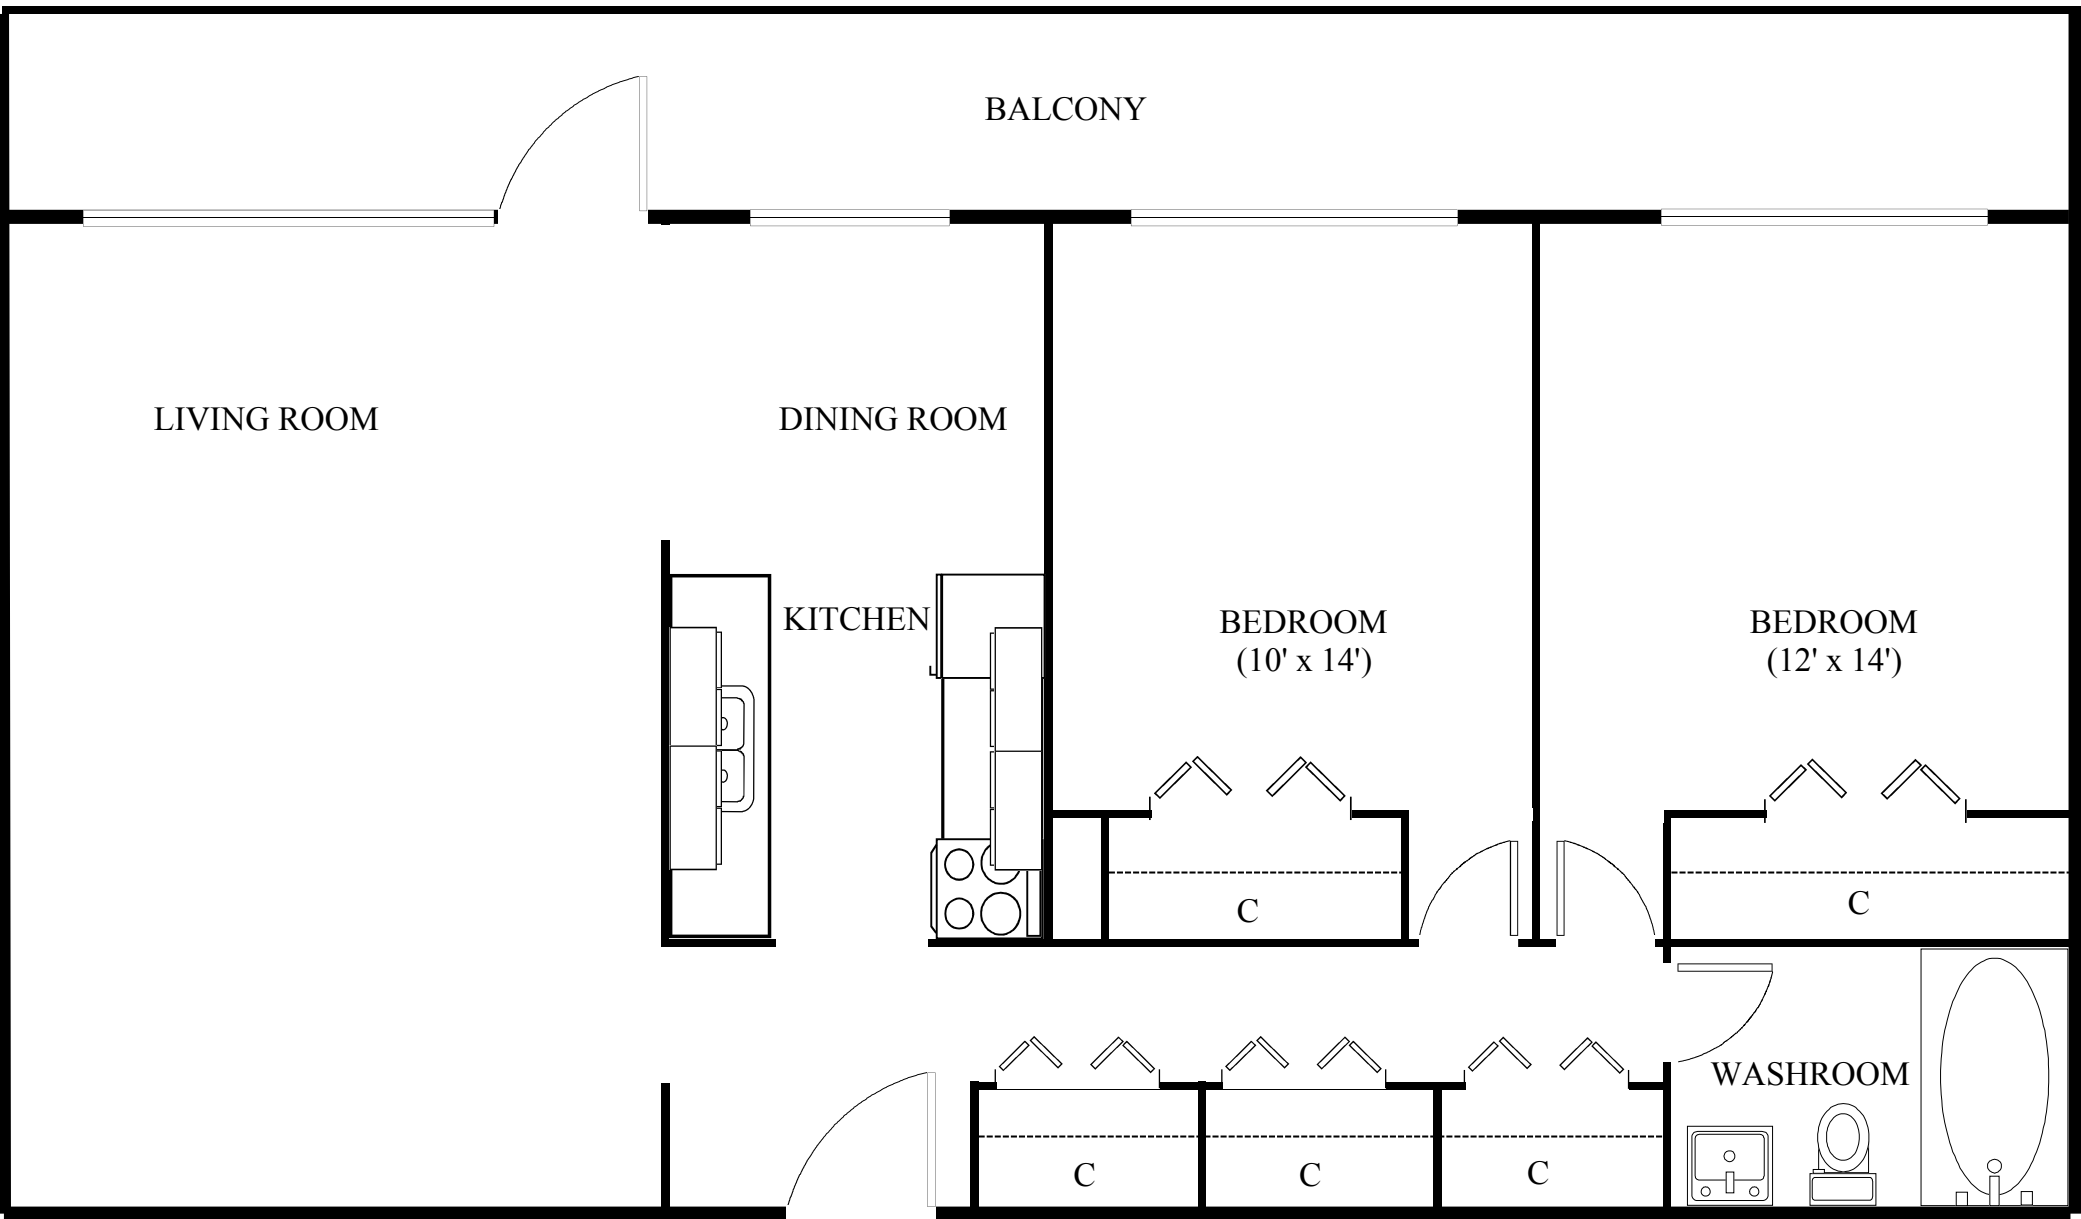 BALCONY
LIVING ROOM
DINING ROOM
KITCHEN
BEDROOM
(10' x 14')
BEDROOM
(12' x 14')
C
C
WASHROOM
C
C
C